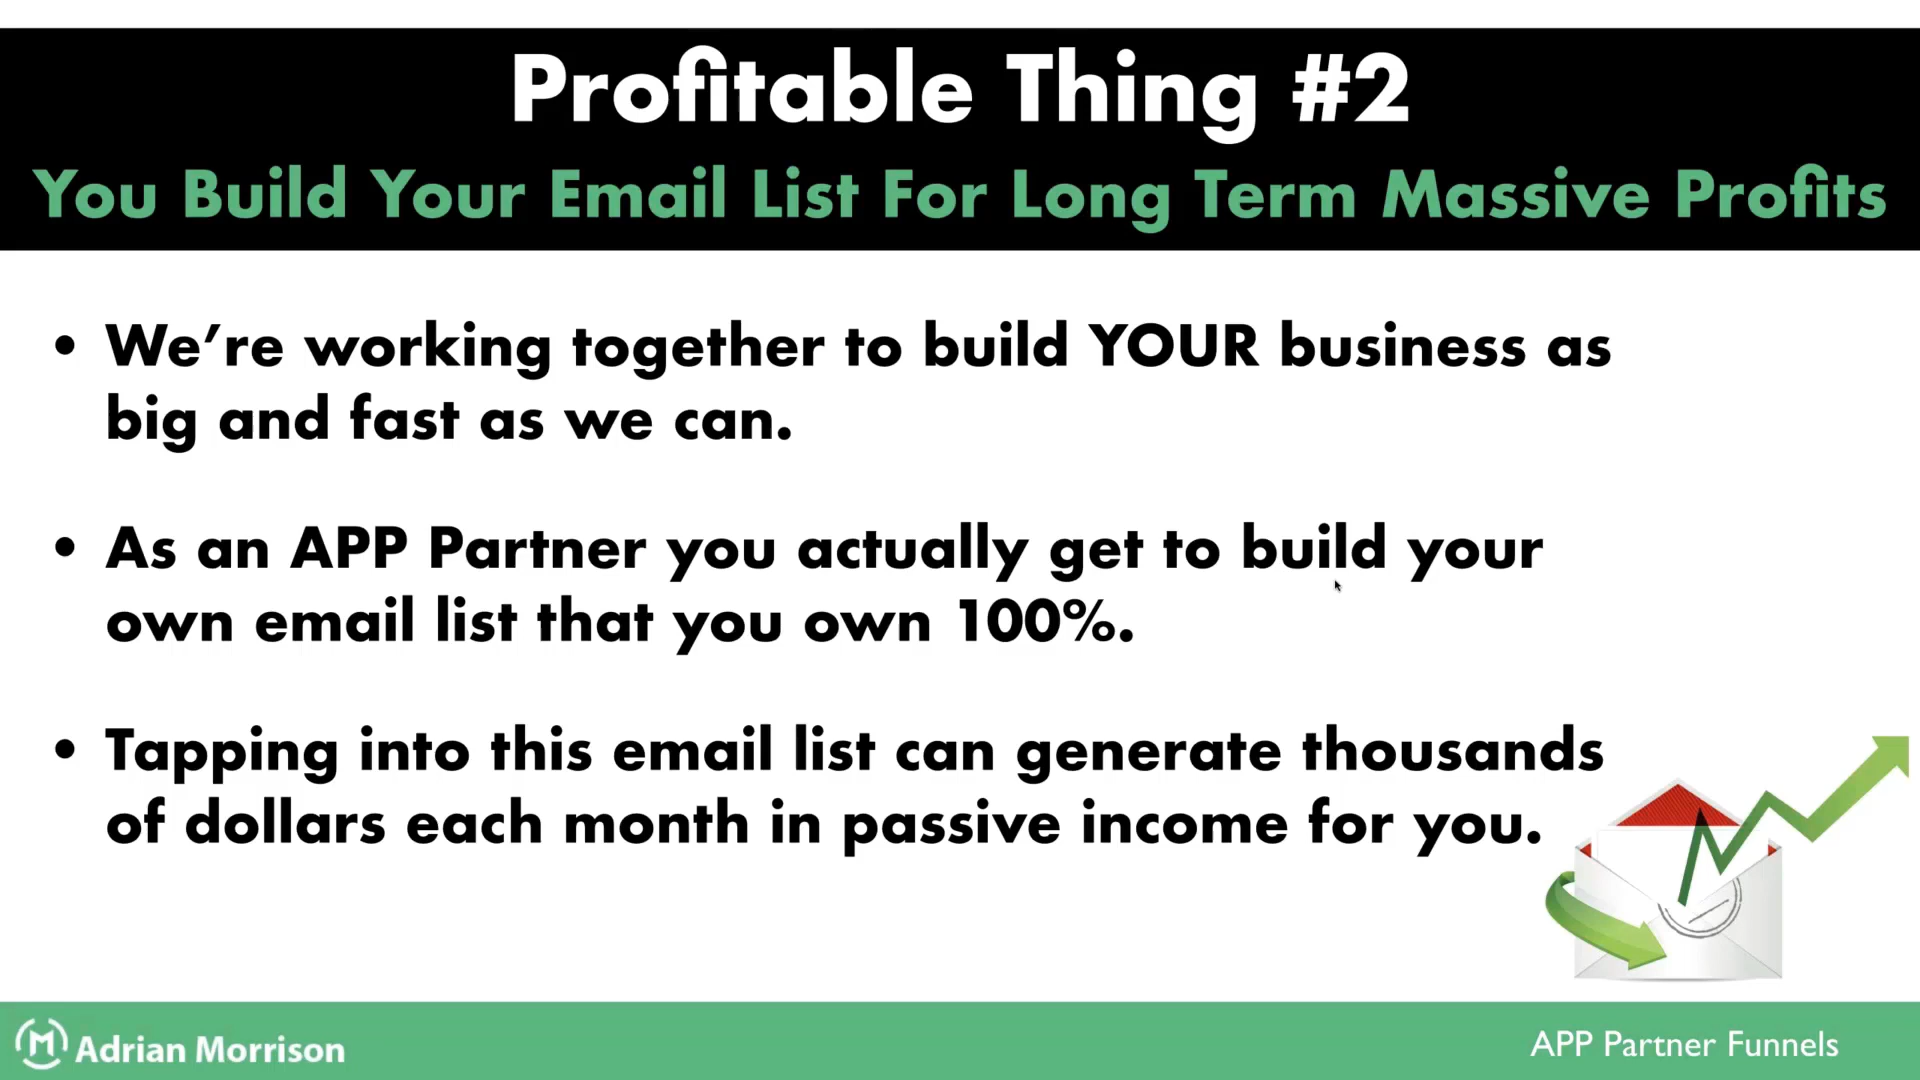 Profitable Thing #2
You Build Your Email List For Long Term Massive Profits
• We’re working together to build YOUR business as
big and fast as we can.
• As an APP Partner you actually get to build your
own email list that you own 100%.
• Tapping into this email list can generate thousands
of dollars each month in passive income for you.
M Adrian Morrison
APP Partner Funnels